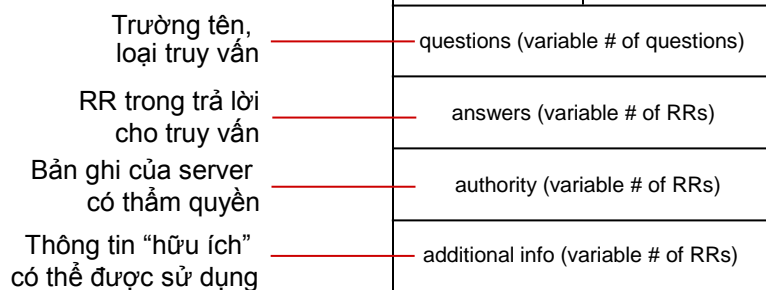 Trường tên,
loại truy vấn
questions (variable # of questions)
RR trong trả lời
cho truy vấn
answers (variable # of RRs)
Bản ghi của server
có thẩm quyền
authority (variable # of RRs)
Thông tin “hữu ích”
có thể được sử dụng
additional info (variable # of RRs)